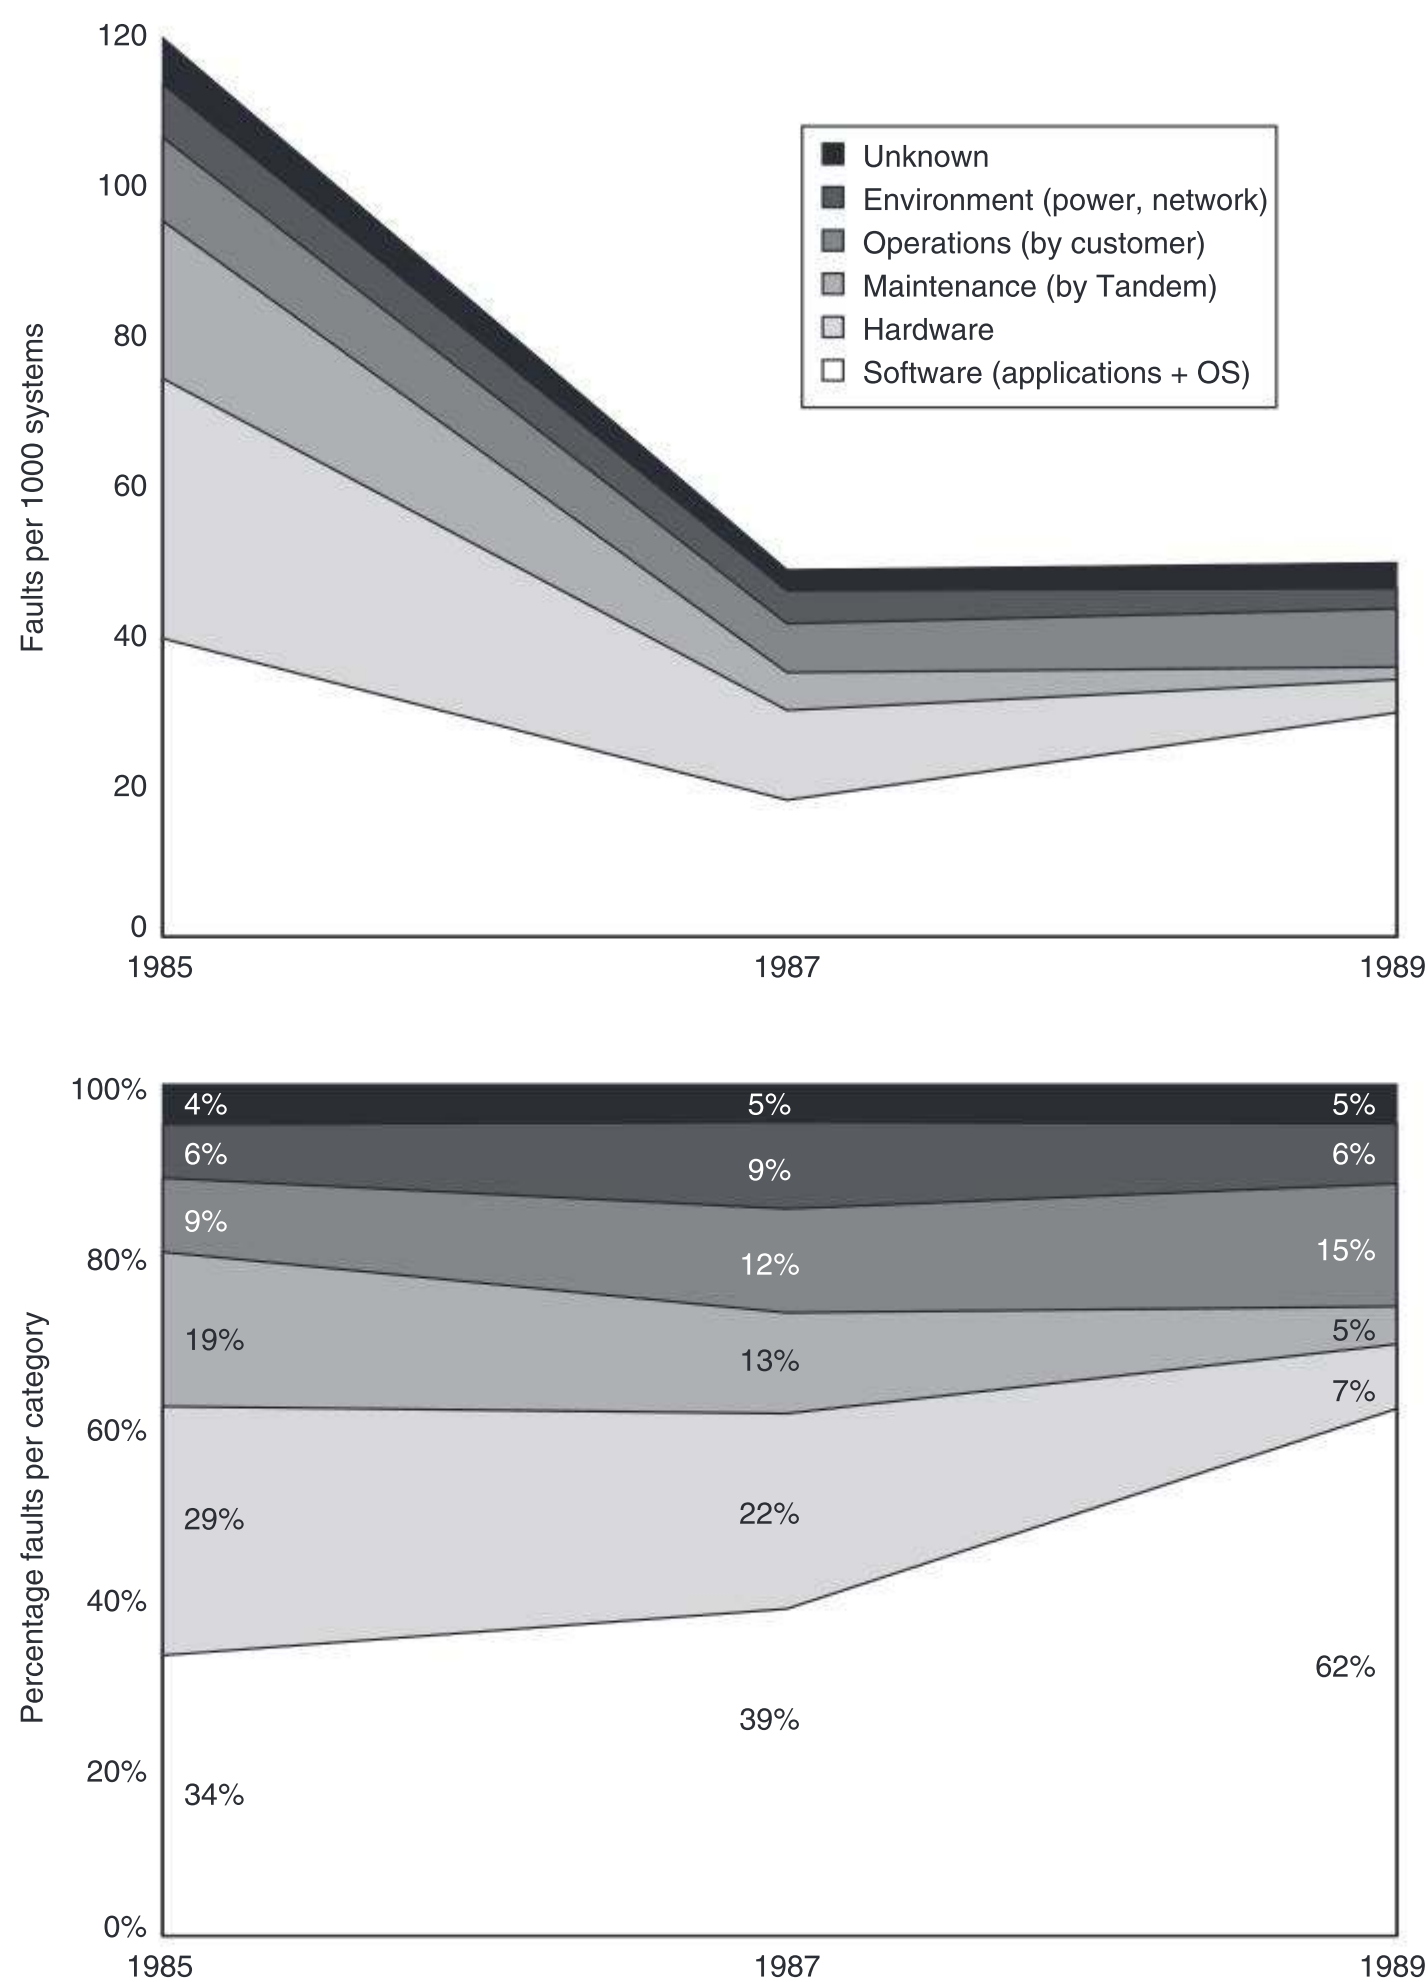 120
100
80
60
40
20
0
Faults per 1000 systems
Unknown
Environment (power, network)
Operations (by customer)
Maintenance (by Tandem)
Hardware
Software (applications + OS)
1985 1987 1989
100%
80%
60%
40%
20%
0%
Percentage faults per category
4% 5% 5%
6% 9% 6%
9% 12% 15%
19% 13% 5%
29% 22% 7%
34% 39% 62%
1985 1987 1989